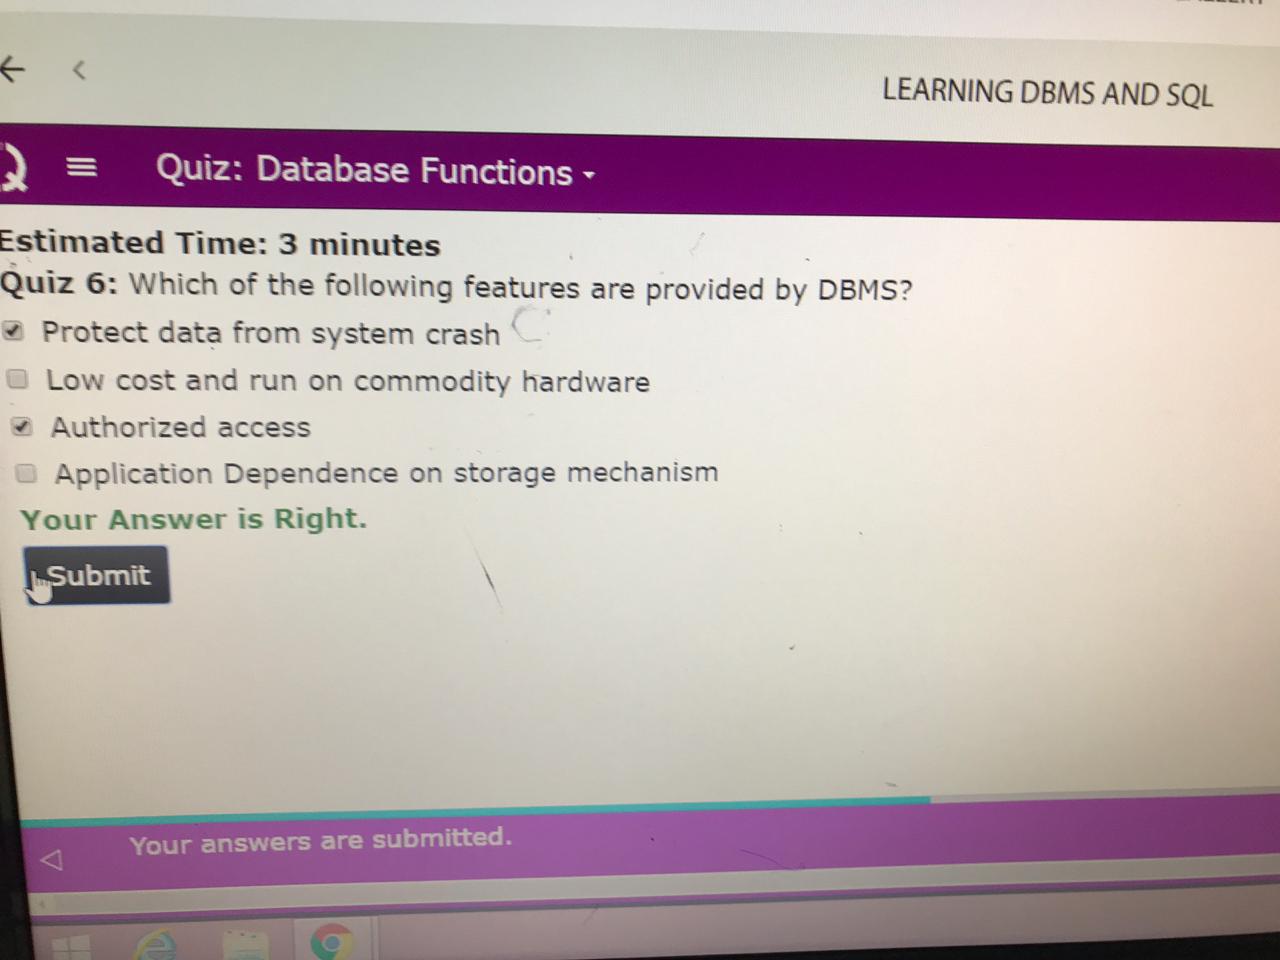 LEARNING DBMS AND SQL
Quiz: Database Functions
Estimated Time: 3 minutes
Quiz 6: Which of the following features are provided by DBMS?
Protect data from system crash
Low cost and run on commodity hardware
Authorized access
Application Dependence on storage mechanism
Your Answer is Right.
Submit
Your answers are submitted.